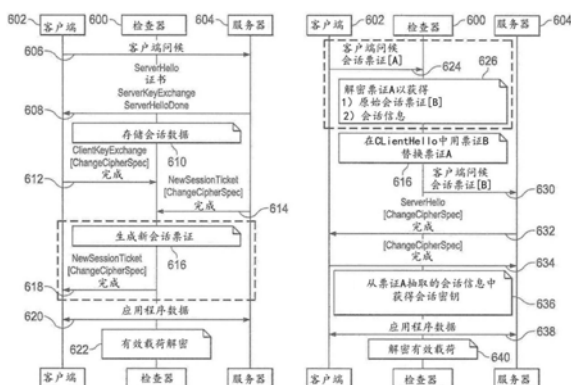 602 客户端
600 检查器
604 服务器
606 客户端问候
ServerHello
证书
ServerKeyExchange
ServerHelloDone
608
存储会话数据
610
ClientKeyExchange
[ChangeCipherSpec]
完成
612
NewSessionTicket
[ChangeCipherSpec]
完成
614
生成新会话票证
616
NewSessionTicket
[ChangeCipherSpec]
完成
618
620 应用程序数据
622 有效载荷解密
客户端 检查器 服务器
602 客户端
600 检查器
604 服务器
客户端问候
会话票证[A]
624
626
解密票证A以获得
1) 原始会话票证[B]
2) 会话信息
在CLientHello中用票证B
替换票证A
616
客户端问候
会话票证[B]
630
ServerHello
[ChangeCipherSpec]
完成
632
[ChangeCipherSpec]
完成
634
从票证A抽取的会话信息中
获得会话密钥
636
应用程序数据
638
解密有效载荷
640
客户端 检查器 服务器